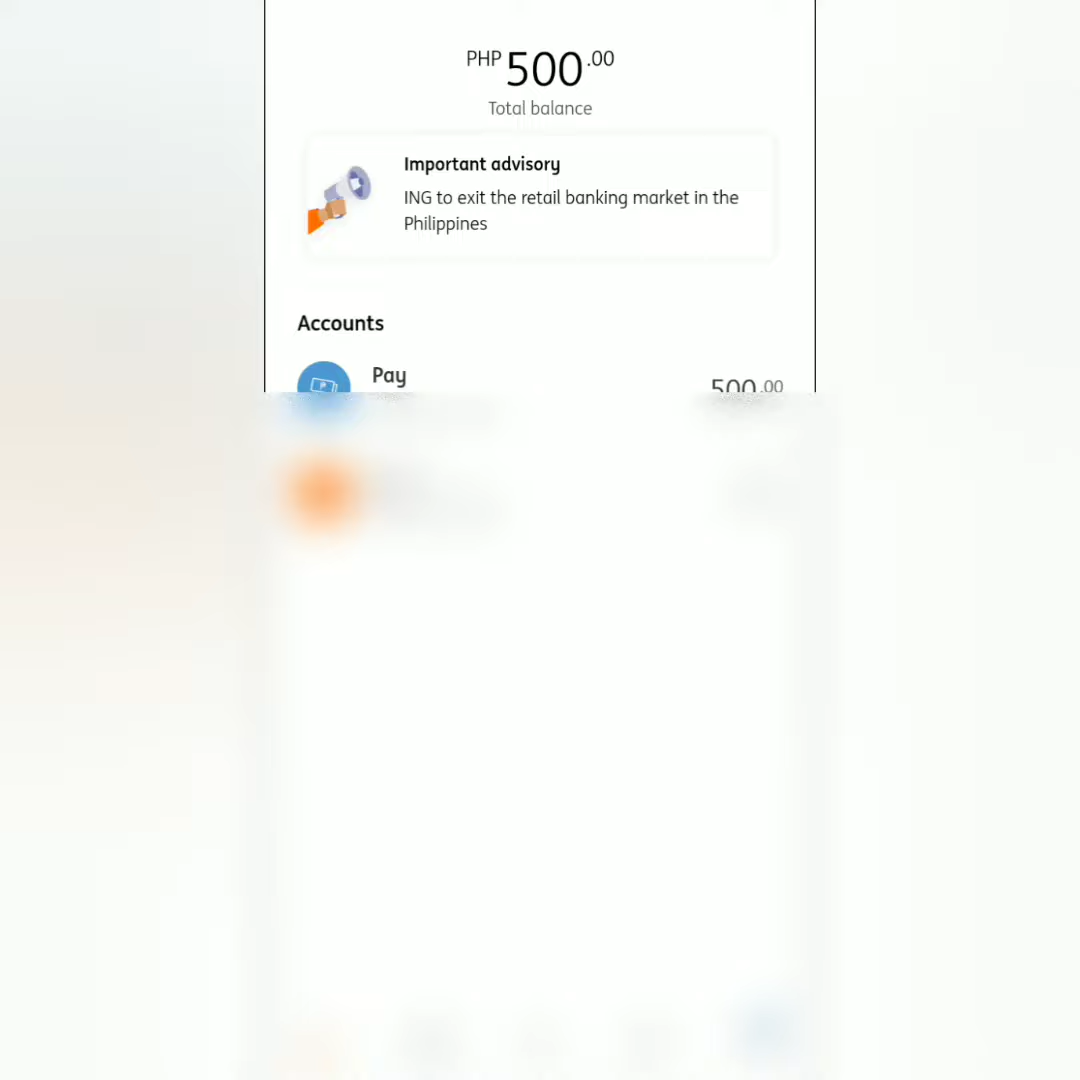 PHP 500.00
Total balance
Important advisory
ING to exit the retail banking market in the
Philippines
Accounts
Pay
500.00